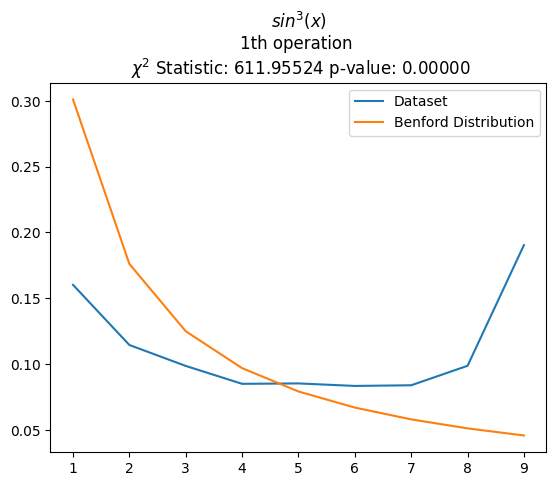 sin³(x)
1th operation
χ² Statistic: 611.95524 p-value: 0.00000
Dataset
Benford Distribution
0.30
0.25
0.20
0.15
0.10
0.05
1 2 3 4 5 6 7 8 9